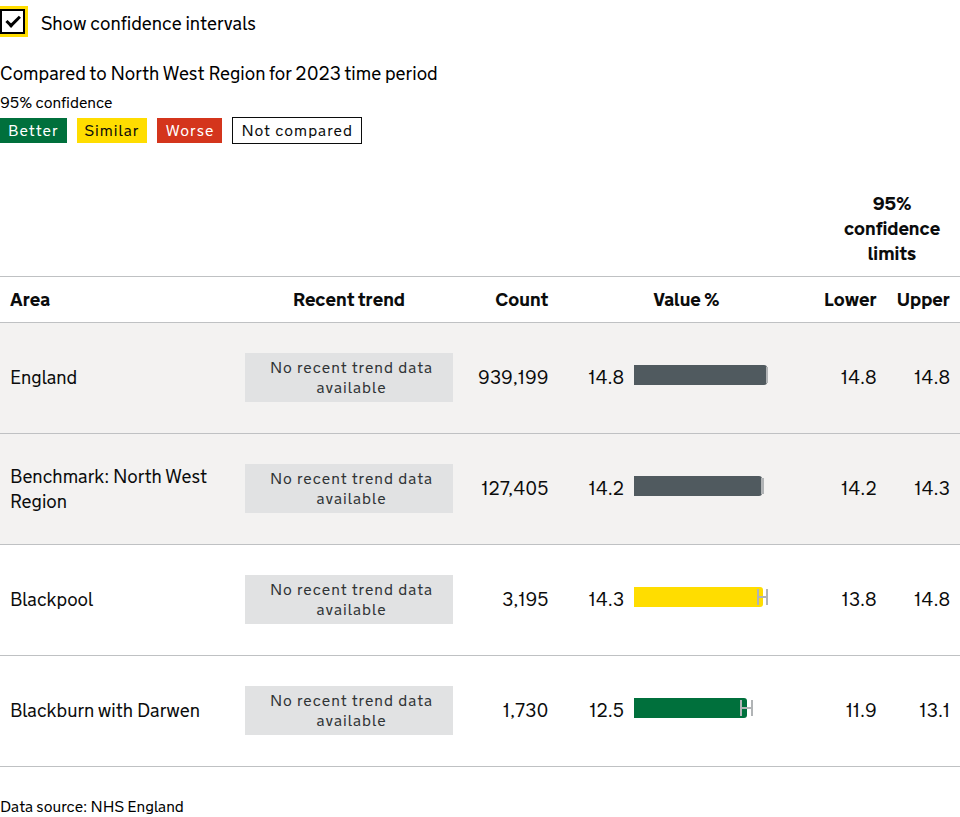 Show confidence intervals
Compared to North West Region for 2023 time period
95% confidence
Better Similar Worse Not compared
95%
confidence
limits
Area Recent trend Count Value % Lower Upper
England No recent trend data available 939,199 14.8 14.8 14.8
Benchmark: North West Region No recent trend data available 127,405 14.2 14.2 14.3
Blackpool No recent trend data available 3,195 14.3 13.8 14.8
Blackburn with Darwen No recent trend data available 1,730 12.5 11.9 13.1
Data source: NHS England